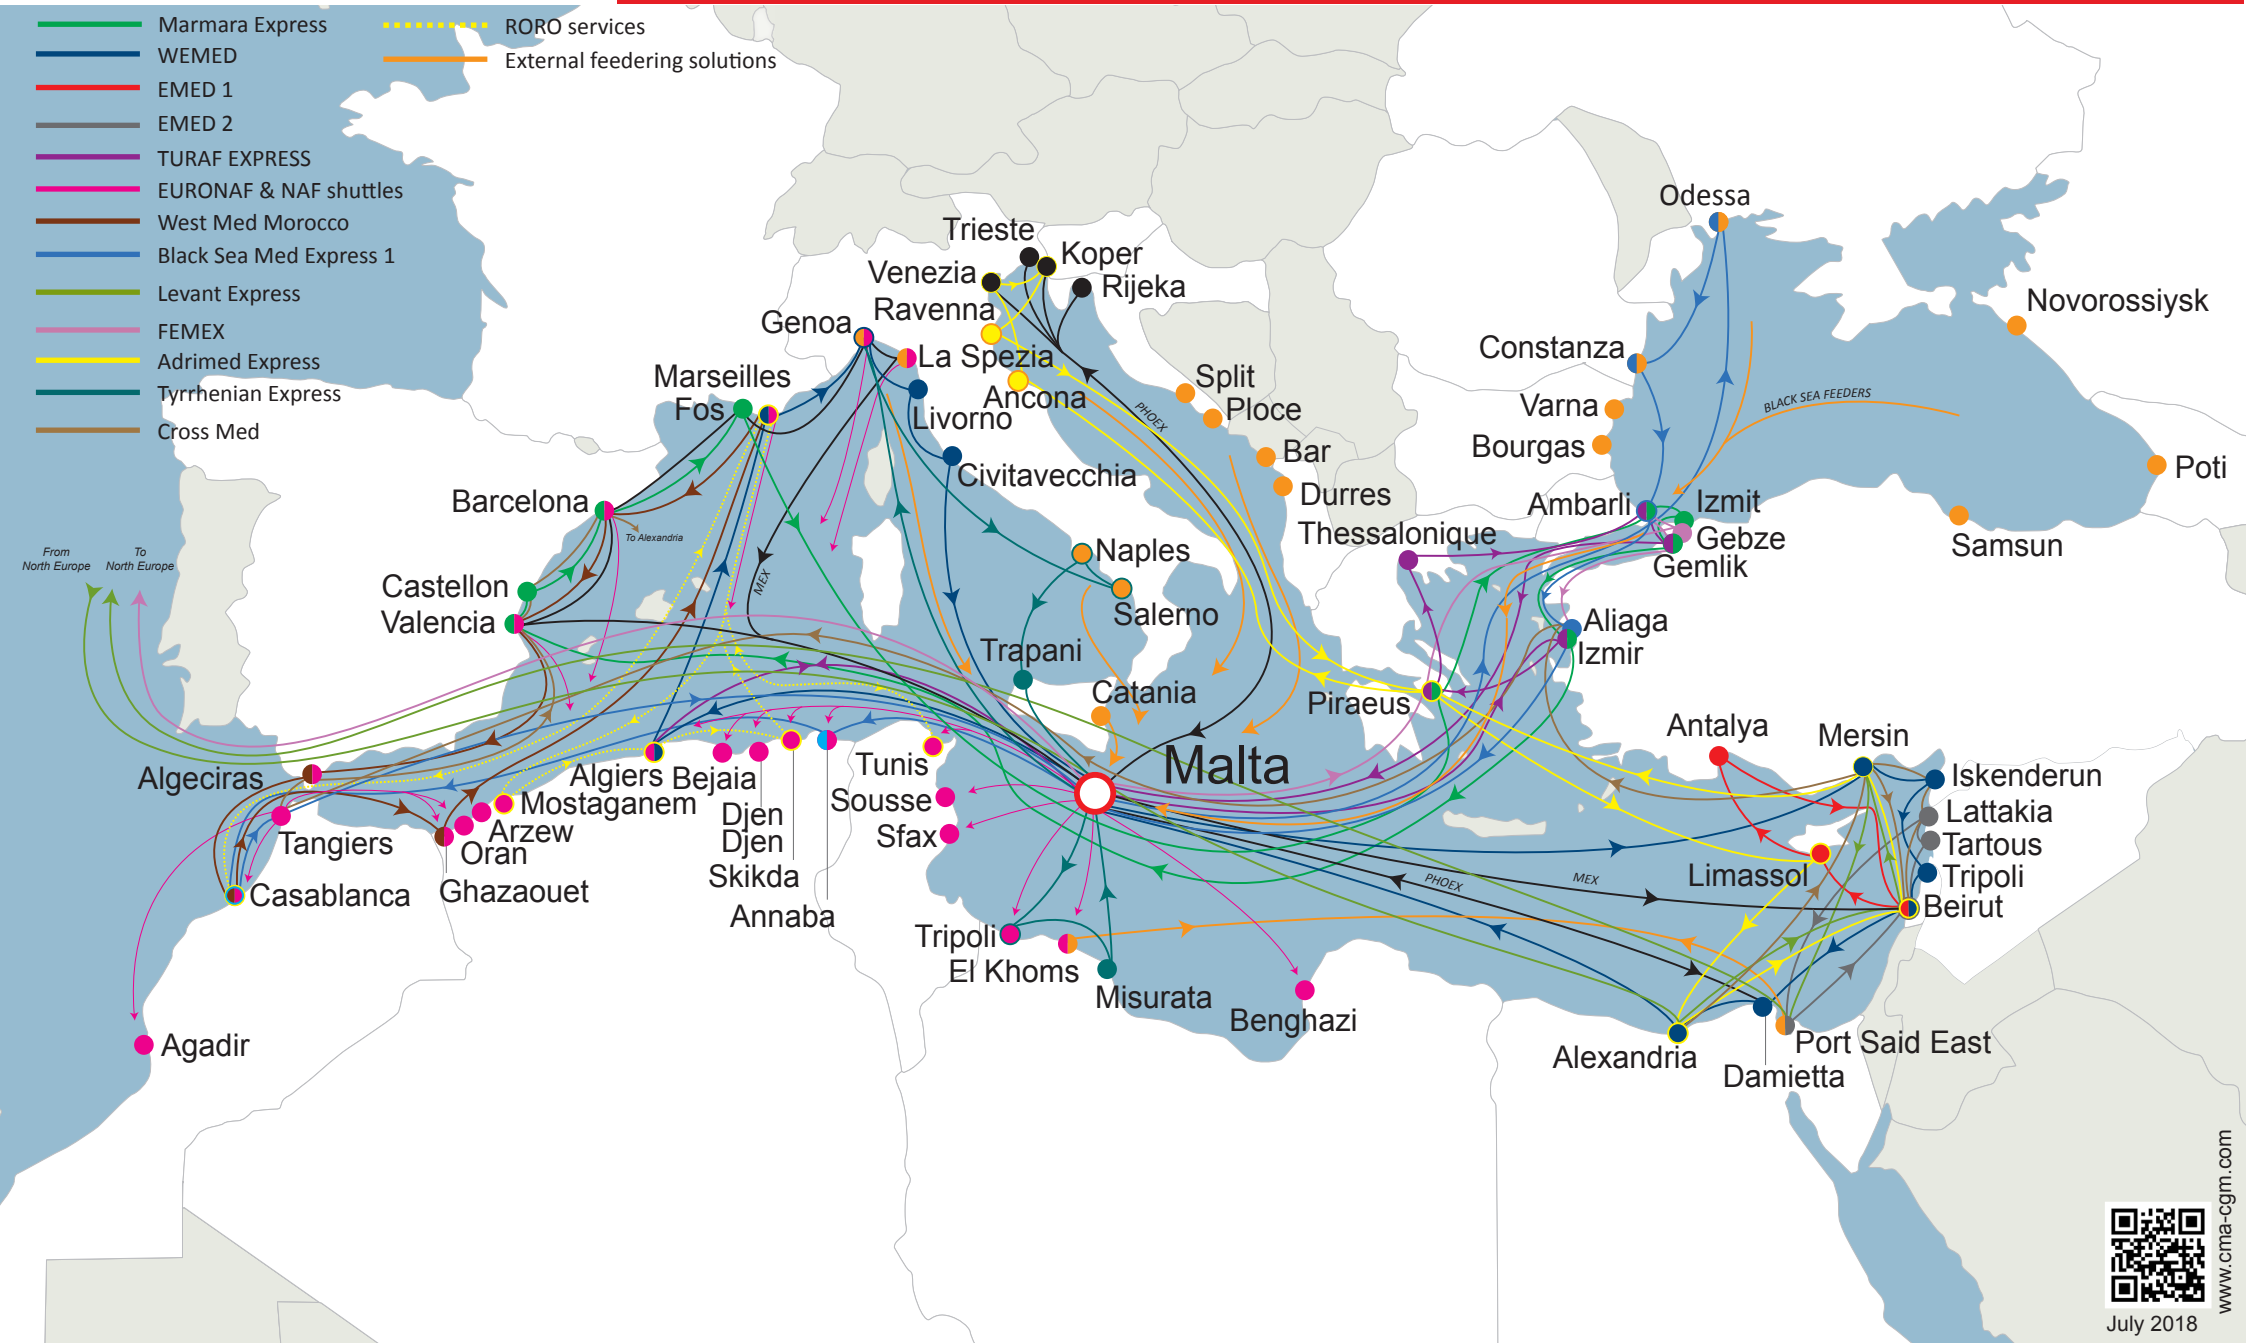 Marmara Express
WEMED
EMED 1
EMED 2
TURAF EXPRESS
EURONAF & NAF shuttles
West Med Morocco
Black Sea Med Express 1
Levant Express
FEMEX
Adrimed Express
Tyrrhenian Express
Cross Med
RORO services
External feedering solutions
From
North Europe
To
North Europe
Odessa
Trieste
Koper
Venezia
Rijeka
Ravenna
Novorossiysk
Genoa
La Spezia
Constanza
Marseilles
Fos
Ancona
Livorno
Split
Ploce
PHOEX
BLACK SEA FEEDERS
Varna
Bourgas
Bar
Durres
Civitavecchia
Poti
Barcelona
To Alexandria
Ambarli
Izmit
Gebze
Gemlik
Samsun
Thessalonique
Naples
Salerno
MEX
Castellon
Valencia
Aliaga
Izmir
Trapani
Catania
Piraeus
Antalya
Mersin
Malta
Algeciras
Algiers
Bejaia
Tunis
Iskenderun
Mostaganem
Djen
Djen
Sousse
Sfax
Lattakia
Tartous
Tangiers
Arzew
Oran
Ghazaouet
Skikda
Annaba
Limassol
Tripoli
Beirut
PHOEX
MEX
Casablanca
Tripoli
El Khoms
Misurata
Benghazi
Agadir
Alexandria
Port Said East
Damietta
www.cma-cgm.com
July 2018